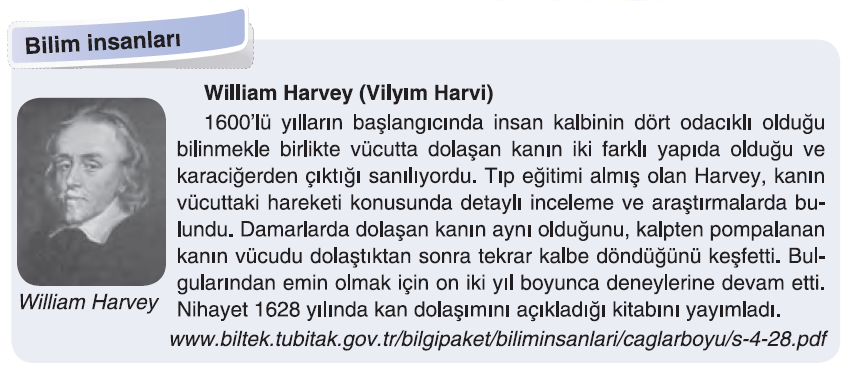 Bilim insanları
William Harvey (Vilyım Harvi)
1600'lü yılların başlangıcında insan kalbinin dört odacıklı olduğu
bilinmekle birlikte vücutta dolaşan kanın iki farklı yapıda olduğu ve
karaciğerden çıktığı sanılıyordu. Tıp eğitimi almış olan Harvey, kanın
vücuttaki hareketi konusunda detaylı inceleme ve araştırmalarda bu-
lundu. Damarlarda dolaşan kanın aynı olduğunu, kalpten pompalanan
kanın vücudu dolaştıktan sonra tekrar kalbe döndüğünü keşfetti. Bul-
gularından emin olmak için on iki yıl boyunca deneylerine devam etti.
Nihayet 1628 yılında kan dolaşımını açıkladığı kitabını yayımladı.
William Harvey
www.biltek.tubitak.gov.tr/bilgipaket/biliminsanlari/caglarboyu/s-4-28.pdf